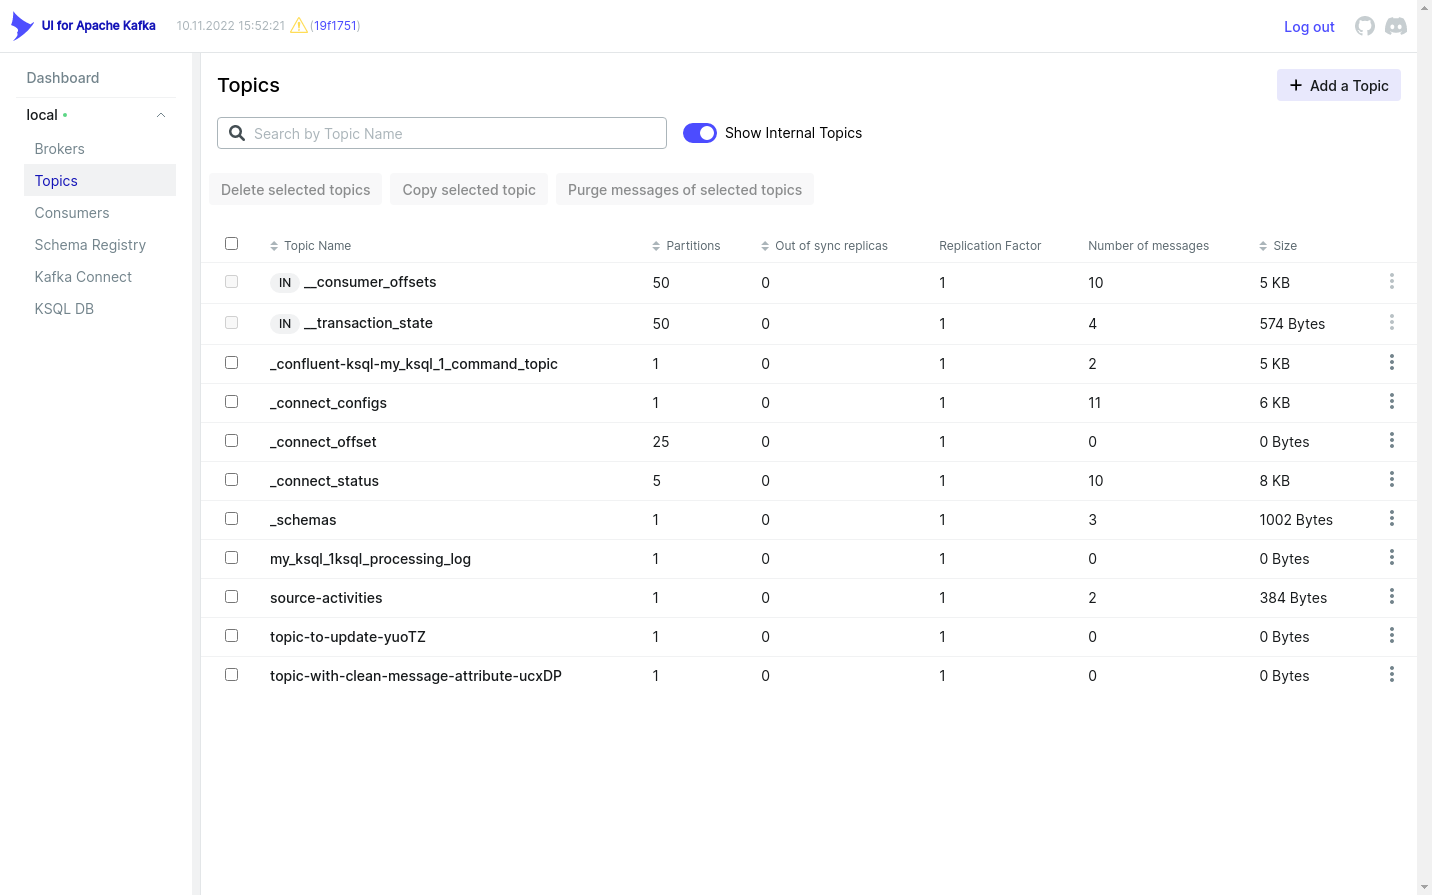 UI for Apache Kafka 10.11.2022 15:52:21 (19f1751) Log out
Dashboard
local
Brokers
Topics
Consumers
Schema Registry
Kafka Connect
KSQL DB
Topics
Add a Topic
Search by Topic Name
Show Internal Topics
Delete selected topics Copy selected topic Purge messages of selected topics
Topic Name Partitions Out of sync replicas Replication Factor Number of messages Size
IN __consumer_offsets 50 0 1 10 5 KB
IN __transaction_state 50 0 1 4 574 Bytes
_confluent-ksql-my_ksql_1_command_topic 1 0 1 2 5 KB
_connect_configs 1 0 1 11 6 KB
_connect_offset 25 0 1 0 0 Bytes
_connect_status 5 0 1 10 8 KB
_schemas 1 0 1 3 1002 Bytes
my_ksql_1ksql_processing_log 1 0 1 0 0 Bytes
source-activities 1 0 1 2 384 Bytes
topic-to-update-yuoTZ 1 0 1 0 0 Bytes
topic-with-clean-message-attribute-ucxDP 1 0 1 0 0 Bytes